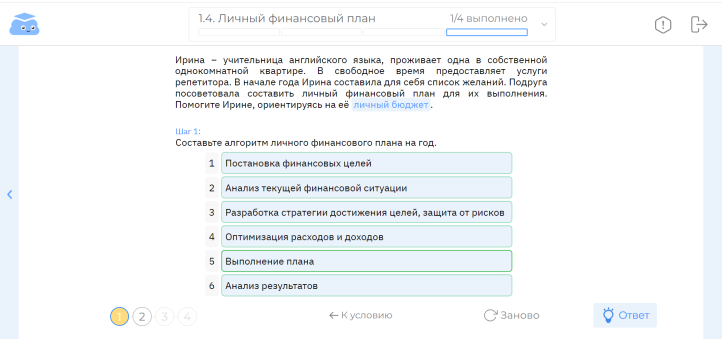 1.4. Личный финансовый план
1/4 выполнено
Ирина – учительница английского языка, проживает одна в собственной
однокомнатной квартире. В свободное время предоставляет услуги
репетитора. В начале года Ирина составила для себя список желаний. Подруга
посоветовала составить личный финансовый план для их выполнения.
Помогите Ирине, ориентируясь на её личный бюджет.
Шаг 1:
Составьте алгоритм личного финансового плана на год.
1 Постановка финансовых целей
2 Анализ текущей финансовой ситуации
3 Разработка стратегии достижения целей, защита от рисков
4 Оптимизация расходов и доходов
5 Выполнение плана
6 Анализ результатов
1 2 3 4
К условию
Заново
Ответ